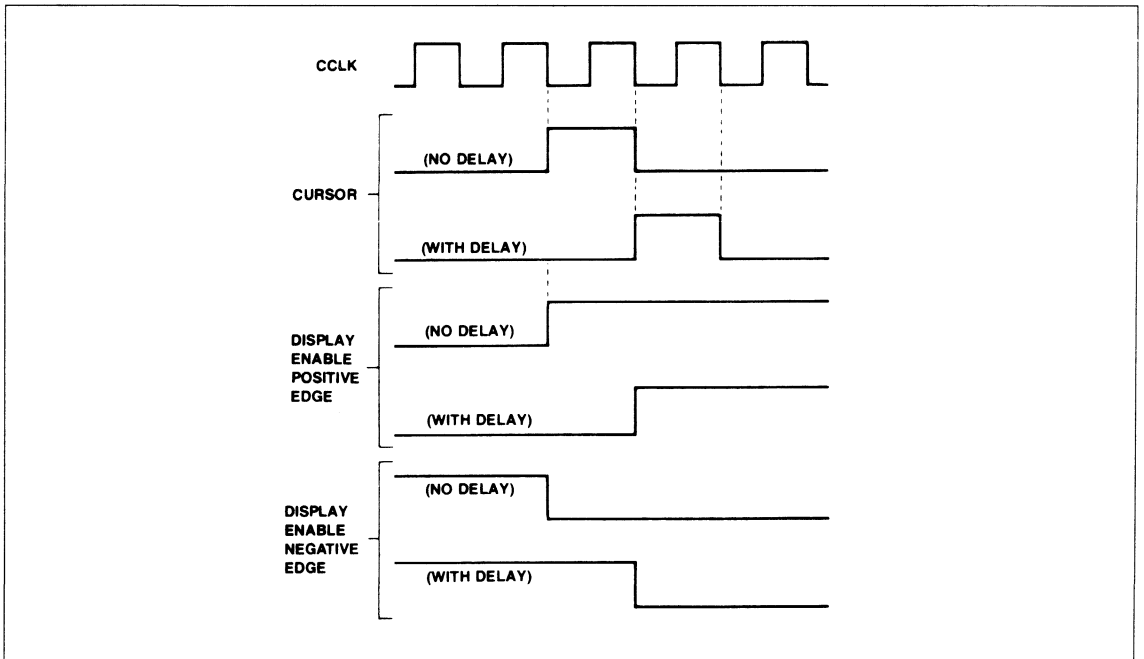 CCLK
CURSOR
(NO DELAY)
(WITH DELAY)
DISPLAY
ENABLE
POSITIVE
EDGE
(NO DELAY)
(WITH DELAY)
DISPLAY
ENABLE
NEGATIVE
EDGE
(NO DELAY)
(WITH DELAY)